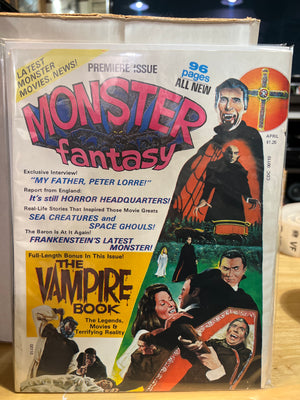 LATEST
MONSTER
MOVIES, NEWS!
PREMIERE ISSUE
96
pages
ALL NEW
MONSTER
fantasy
APRIL
$1.25
CDC 00119
Exclusive Interview!
"MY FATHER, PETER LORRE!"
Report from England:
It's still HORROR HEADQUARTERS!
Real-Life Stories That Inspired Those Movie Greats
SEA CREATURES and
SPACE GHOULS!
The Baron Is At It Again!
FRANKENSTEIN'S LATEST
MONSTER!
Full-Length Bonus In This Issue!
THE
VAMPIRE
BOOK
The Legends,
Movies &
Terrifying Reality